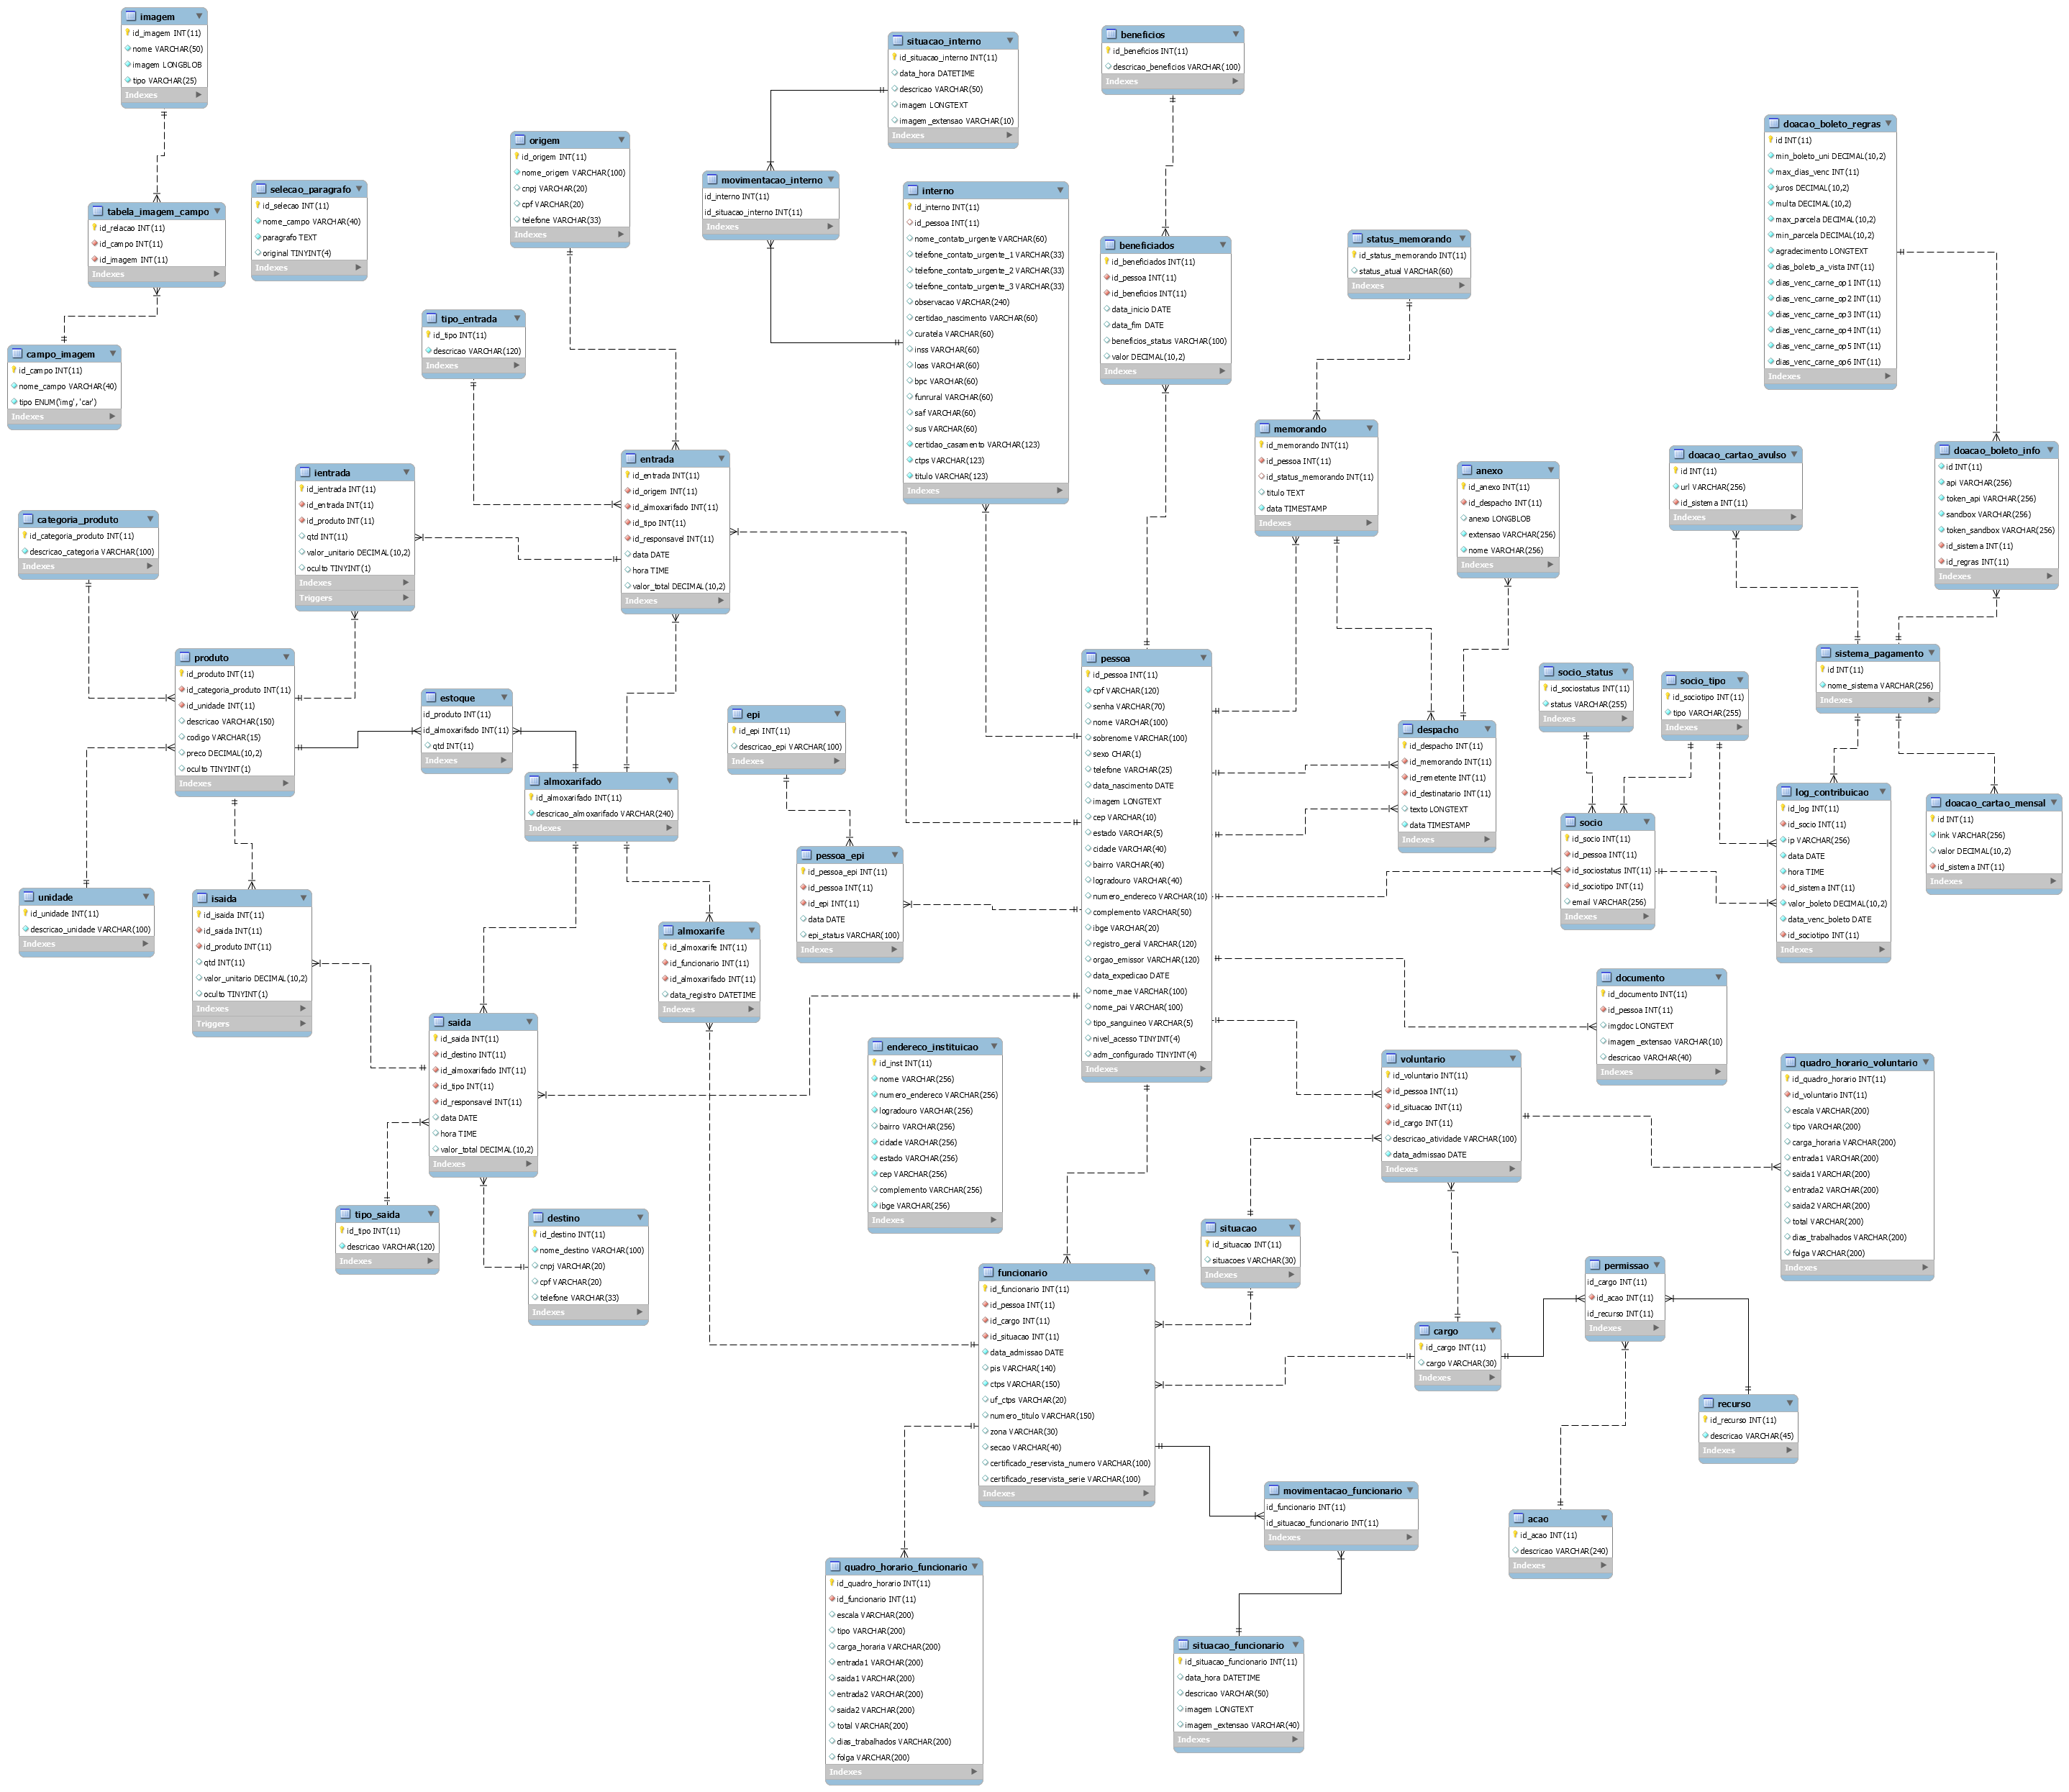 imagem
id_imagem INT(11)
nome VARCHAR(50)
imagem LONGBLOB
tipo VARCHAR(25)
Indexes
situacao_interno
id_situacao_interno INT(11)
data_hora DATETIME
descricao VARCHAR(50)
imagem LONGTEXT
imagem_extensao VARCHAR(10)
Indexes
beneficios
id_beneficios INT(11)
descricao_beneficios VARCHAR(100)
Indexes
doacao_boleto_regras
id INT(11)
min_boleto_uni DECIMAL(10,2)
max_dias_venc INT(11)
juros DECIMAL(10,2)
multa DECIMAL(10,2)
max_parcela DECIMAL(10,2)
min_parcela DECIMAL(10,2)
agradecimento LONGTEXT
dias_boleto_a_vista INT(11)
dias_venc_carne_op1 INT(11)
dias_venc_carne_op2 INT(11)
dias_venc_carne_op3 INT(11)
dias_venc_carne_op4 INT(11)
dias_venc_carne_op5 INT(11)
dias_venc_carne_op6 INT(11)
Indexes
origem
id_origem INT(11)
nome_origem VARCHAR(100)
cnpj VARCHAR(20)
cpf VARCHAR(20)
telefone VARCHAR(33)
Indexes
movimentacao_interno
id_interno INT(11)
id_situacao_interno INT(11)
Indexes
selecao_paragrafo
id_selecao INT(11)
nome_campo VARCHAR(40)
paragrafo TEXT
original TINYINT(4)
Indexes
tabela_imagem_campo
id_relacao INT(11)
id_campo INT(11)
id_imagem INT(11)
Indexes
interno
id_interno INT(11)
id_pessoa INT(11)
nome_contato_urgente VARCHAR(60)
telefone_contato_urgente_1 VARCHAR(33)
telefone_contato_urgente_2 VARCHAR(33)
telefone_contato_urgente_3 VARCHAR(33)
observacao VARCHAR(240)
certidao_nascimento VARCHAR(60)
curatela VARCHAR(60)
inss VARCHAR(60)
loas VARCHAR(60)
bpc VARCHAR(60)
funrural VARCHAR(60)
saf VARCHAR(60)
sus VARCHAR(60)
certidao_casamento VARCHAR(123)
ctps VARCHAR(123)
titulo VARCHAR(123)
Indexes
beneficiados
id_beneficiados INT(11)
id_pessoa INT(11)
id_beneficios INT(11)
data_inicio DATE
data_fim DATE
beneficios_status VARCHAR(100)
valor DECIMAL(10,2)
Indexes
status_memorando
id_status_memorando INT(11)
status_atual VARCHAR(60)
Indexes
tipo_entrada
id_tipo INT(11)
descricao VARCHAR(120)
Indexes
campo_imagem
id_campo INT(11)
nome_campo VARCHAR(40)
tipo ENUM('img','car')
Indexes
memorando
id_memorando INT(11)
id_pessoa INT(11)
id_status_memorando INT(11)
titulo TEXT
data TIMESTAMP
Indexes
entrada
id_entrada INT(11)
id_origem INT(11)
id_almoxarifado INT(11)
id_tipo INT(11)
id_responsavel INT(11)
data DATE
hora TIME
valor_total DECIMAL(10,2)
Indexes
ientrada
id_ientrada INT(11)
id_entrada INT(11)
id_produto INT(11)
qtd INT(11)
valor_unitario DECIMAL(10,2)
oculto TINYINT(1)
Indexes
Triggers
anexo
id_anexo INT(11)
id_despacho INT(11)
anexo LONGBLOB
extensao VARCHAR(256)
nome VARCHAR(256)
Indexes
doacao_cartao_avulso
id INT(11)
url VARCHAR(256)
id_sistema INT(11)
Indexes
doacao_boleto_info
id INT(11)
api VARCHAR(256)
token_api VARCHAR(256)
sandbox VARCHAR(256)
token_sandbox VARCHAR(256)
id_sistema INT(11)
id_regras INT(11)
Indexes
categoria_produto
id_categoria_produto INT(11)
descricao_categoria VARCHAR(100)
Indexes
produto
id_produto INT(11)
id_categoria_produto INT(11)
id_unidade INT(11)
descricao VARCHAR(150)
codigo VARCHAR(15)
preco DECIMAL(10,2)
oculto TINYINT(1)
Indexes
estoque
id_produto INT(11)
id_almoxarifado INT(11)
qtd INT(11)
Indexes
epi
id_epi INT(11)
descricao_epi VARCHAR(100)
Indexes
pessoa
id_pessoa INT(11)
cpf VARCHAR(120)
senha VARCHAR(70)
nome VARCHAR(100)
sobrenome VARCHAR(100)
sexo CHAR(1)
telefone VARCHAR(25)
data_nascimento DATE
imagem LONGTEXT
cep VARCHAR(10)
estado VARCHAR(5)
cidade VARCHAR(40)
bairro VARCHAR(40)
logradouro VARCHAR(40)
numero_endereco VARCHAR(10)
complemento VARCHAR(50)
ibge VARCHAR(20)
registro_geral VARCHAR(120)
orgao_emissor VARCHAR(120)
data_expedicao DATE
nome_mae VARCHAR(100)
nome_pai VARCHAR(100)
tipo_sanguineo VARCHAR(5)
nivel_acesso TINYINT(4)
adm_configurado TINYINT(4)
Indexes
despacho
id_despacho INT(11)
id_memorando INT(11)
id_remetente INT(11)
id_destinatario INT(11)
texto LONGTEXT
data TIMESTAMP
Indexes
socio_status
id_sociostatus INT(11)
status VARCHAR(255)
Indexes
socio_tipo
id_sociotipo INT(11)
tipo VARCHAR(255)
Indexes
sistema_pagamento
id INT(11)
nome_sistema VARCHAR(256)
Indexes
almoxarifado
id_almoxarifado INT(11)
descricao_almoxarifado VARCHAR(240)
Indexes
socio
id_socio INT(11)
id_pessoa INT(11)
id_sociostatus INT(11)
id_sociotipo INT(11)
email VARCHAR(256)
Indexes
log_contribuicao
id_log INT(11)
id_socio INT(11)
ip VARCHAR(256)
data DATE
hora TIME
id_sistema INT(11)
valor_boleto DECIMAL(10,2)
data_venc_boleto DATE
id_sociotipo INT(11)
Indexes
doacao_cartao_mensal
id INT(11)
link VARCHAR(256)
valor DECIMAL(10,2)
id_sistema INT(11)
Indexes
pessoa_epi
id_pessoa_epi INT(11)
id_pessoa INT(11)
id_epi INT(11)
data DATE
epi_status VARCHAR(100)
Indexes
unidade
id_unidade INT(11)
descricao_unidade VARCHAR(100)
Indexes
isaida
id_isaida INT(11)
id_saida INT(11)
id_produto INT(11)
qtd INT(11)
valor_unitario DECIMAL(10,2)
oculto TINYINT(1)
Indexes
Triggers
almoxarife
id_almoxarife INT(11)
id_funcionario INT(11)
id_almoxarifado INT(11)
data_registro DATETIME
Indexes
documento
id_documento INT(11)
id_pessoa INT(11)
imgdoc LONGTEXT
imagem_extensao VARCHAR(10)
descricao VARCHAR(40)
Indexes
saida
id_saida INT(11)
id_destino INT(11)
id_almoxarifado INT(11)
id_tipo INT(11)
id_responsavel INT(11)
data DATE
hora TIME
valor_total DECIMAL(10,2)
Indexes
endereco_instituicao
id_inst INT(11)
nome VARCHAR(256)
numero_endereco VARCHAR(256)
logradouro VARCHAR(256)
bairro VARCHAR(256)
cidade VARCHAR(256)
estado VARCHAR(256)
cep VARCHAR(256)
complemento VARCHAR(256)
ibge VARCHAR(256)
Indexes
voluntario
id_voluntario INT(11)
id_pessoa INT(11)
id_situacao INT(11)
id_cargo INT(11)
descricao_atividade VARCHAR(100)
data_admissao DATE
Indexes
quadro_horario_voluntario
id_quadro_horario INT(11)
id_voluntario INT(11)
escala VARCHAR(200)
tipo VARCHAR(200)
carga_horaria VARCHAR(200)
entrada1 VARCHAR(200)
saida1 VARCHAR(200)
entrada2 VARCHAR(200)
saida2 VARCHAR(200)
total VARCHAR(200)
dias_trabalhados VARCHAR(200)
folga VARCHAR(200)
Indexes
tipo_saida
id_tipo INT(11)
descricao VARCHAR(120)
Indexes
destino
id_destino INT(11)
nome_destino VARCHAR(100)
cnpj VARCHAR(20)
cpf VARCHAR(20)
telefone VARCHAR(33)
Indexes
situacao
id_situacao INT(11)
situacoes VARCHAR(30)
Indexes
funcionario
id_funcionario INT(11)
id_pessoa INT(11)
id_cargo INT(11)
id_situacao INT(11)
data_admissao DATE
pis VARCHAR(140)
ctps VARCHAR(150)
uf_ctps VARCHAR(20)
numero_titulo VARCHAR(150)
zona VARCHAR(30)
secao VARCHAR(40)
certificado_reservista_numero VARCHAR(100)
certificado_reservista_serie VARCHAR(100)
Indexes
permissao
id_cargo INT(11)
id_acao INT(11)
id_recurso INT(11)
Indexes
cargo
id_cargo INT(11)
cargo VARCHAR(30)
Indexes
recurso
id_recurso INT(11)
descricao VARCHAR(45)
Indexes
movimentacao_funcionario
id_funcionario INT(11)
id_situacao_funcionario INT(11)
Indexes
acao
id_acao INT(11)
descricao VARCHAR(240)
Indexes
quadro_horario_funcionario
id_quadro_horario INT(11)
id_funcionario INT(11)
escala VARCHAR(200)
tipo VARCHAR(200)
carga_horaria VARCHAR(200)
entrada1 VARCHAR(200)
saida1 VARCHAR(200)
entrada2 VARCHAR(200)
saida2 VARCHAR(200)
total VARCHAR(200)
dias_trabalhados VARCHAR(200)
folga VARCHAR(200)
Indexes
situacao_funcionario
id_situacao_funcionario INT(11)
data_hora DATETIME
descricao VARCHAR(50)
imagem LONGTEXT
imagem_extensao VARCHAR(40)
Indexes